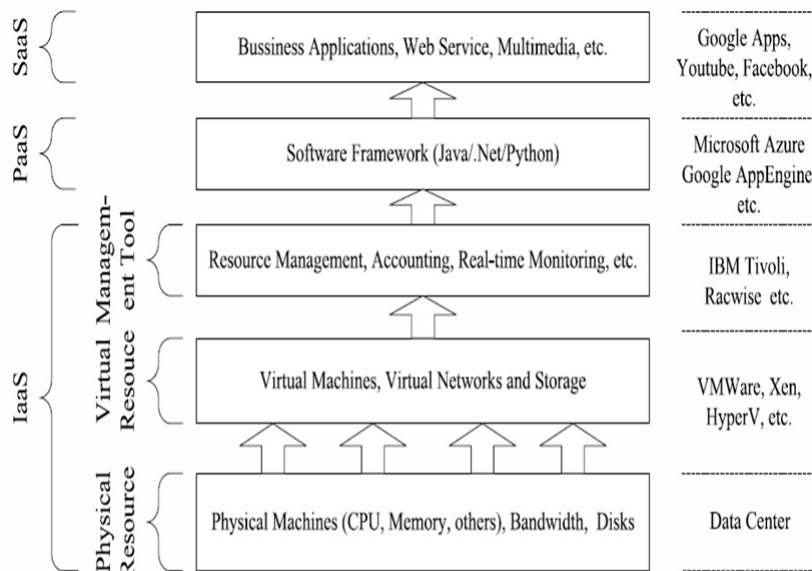 SaaS
Bussiness Applications, Web Service, Multimedia, etc.
Google Apps,
Youtube, Facebook,
etc.
PaaS
Software Framework (Java/.Net/Python)
Microsoft Azure
Google AppEngine
etc.
IaaS
Managem-
ent Tool
Resource Management, Accounting, Real-time Monitoring, etc.
IBM Tivoli,
Racwise etc.
Virtual
Resouce
Virtual Machines, Virtual Networks and Storage
VMWare, Xen,
HyperV, etc.
Physical
Resource
Physical Machines (CPU, Memory, others), Bandwidth, Disks
Data Center